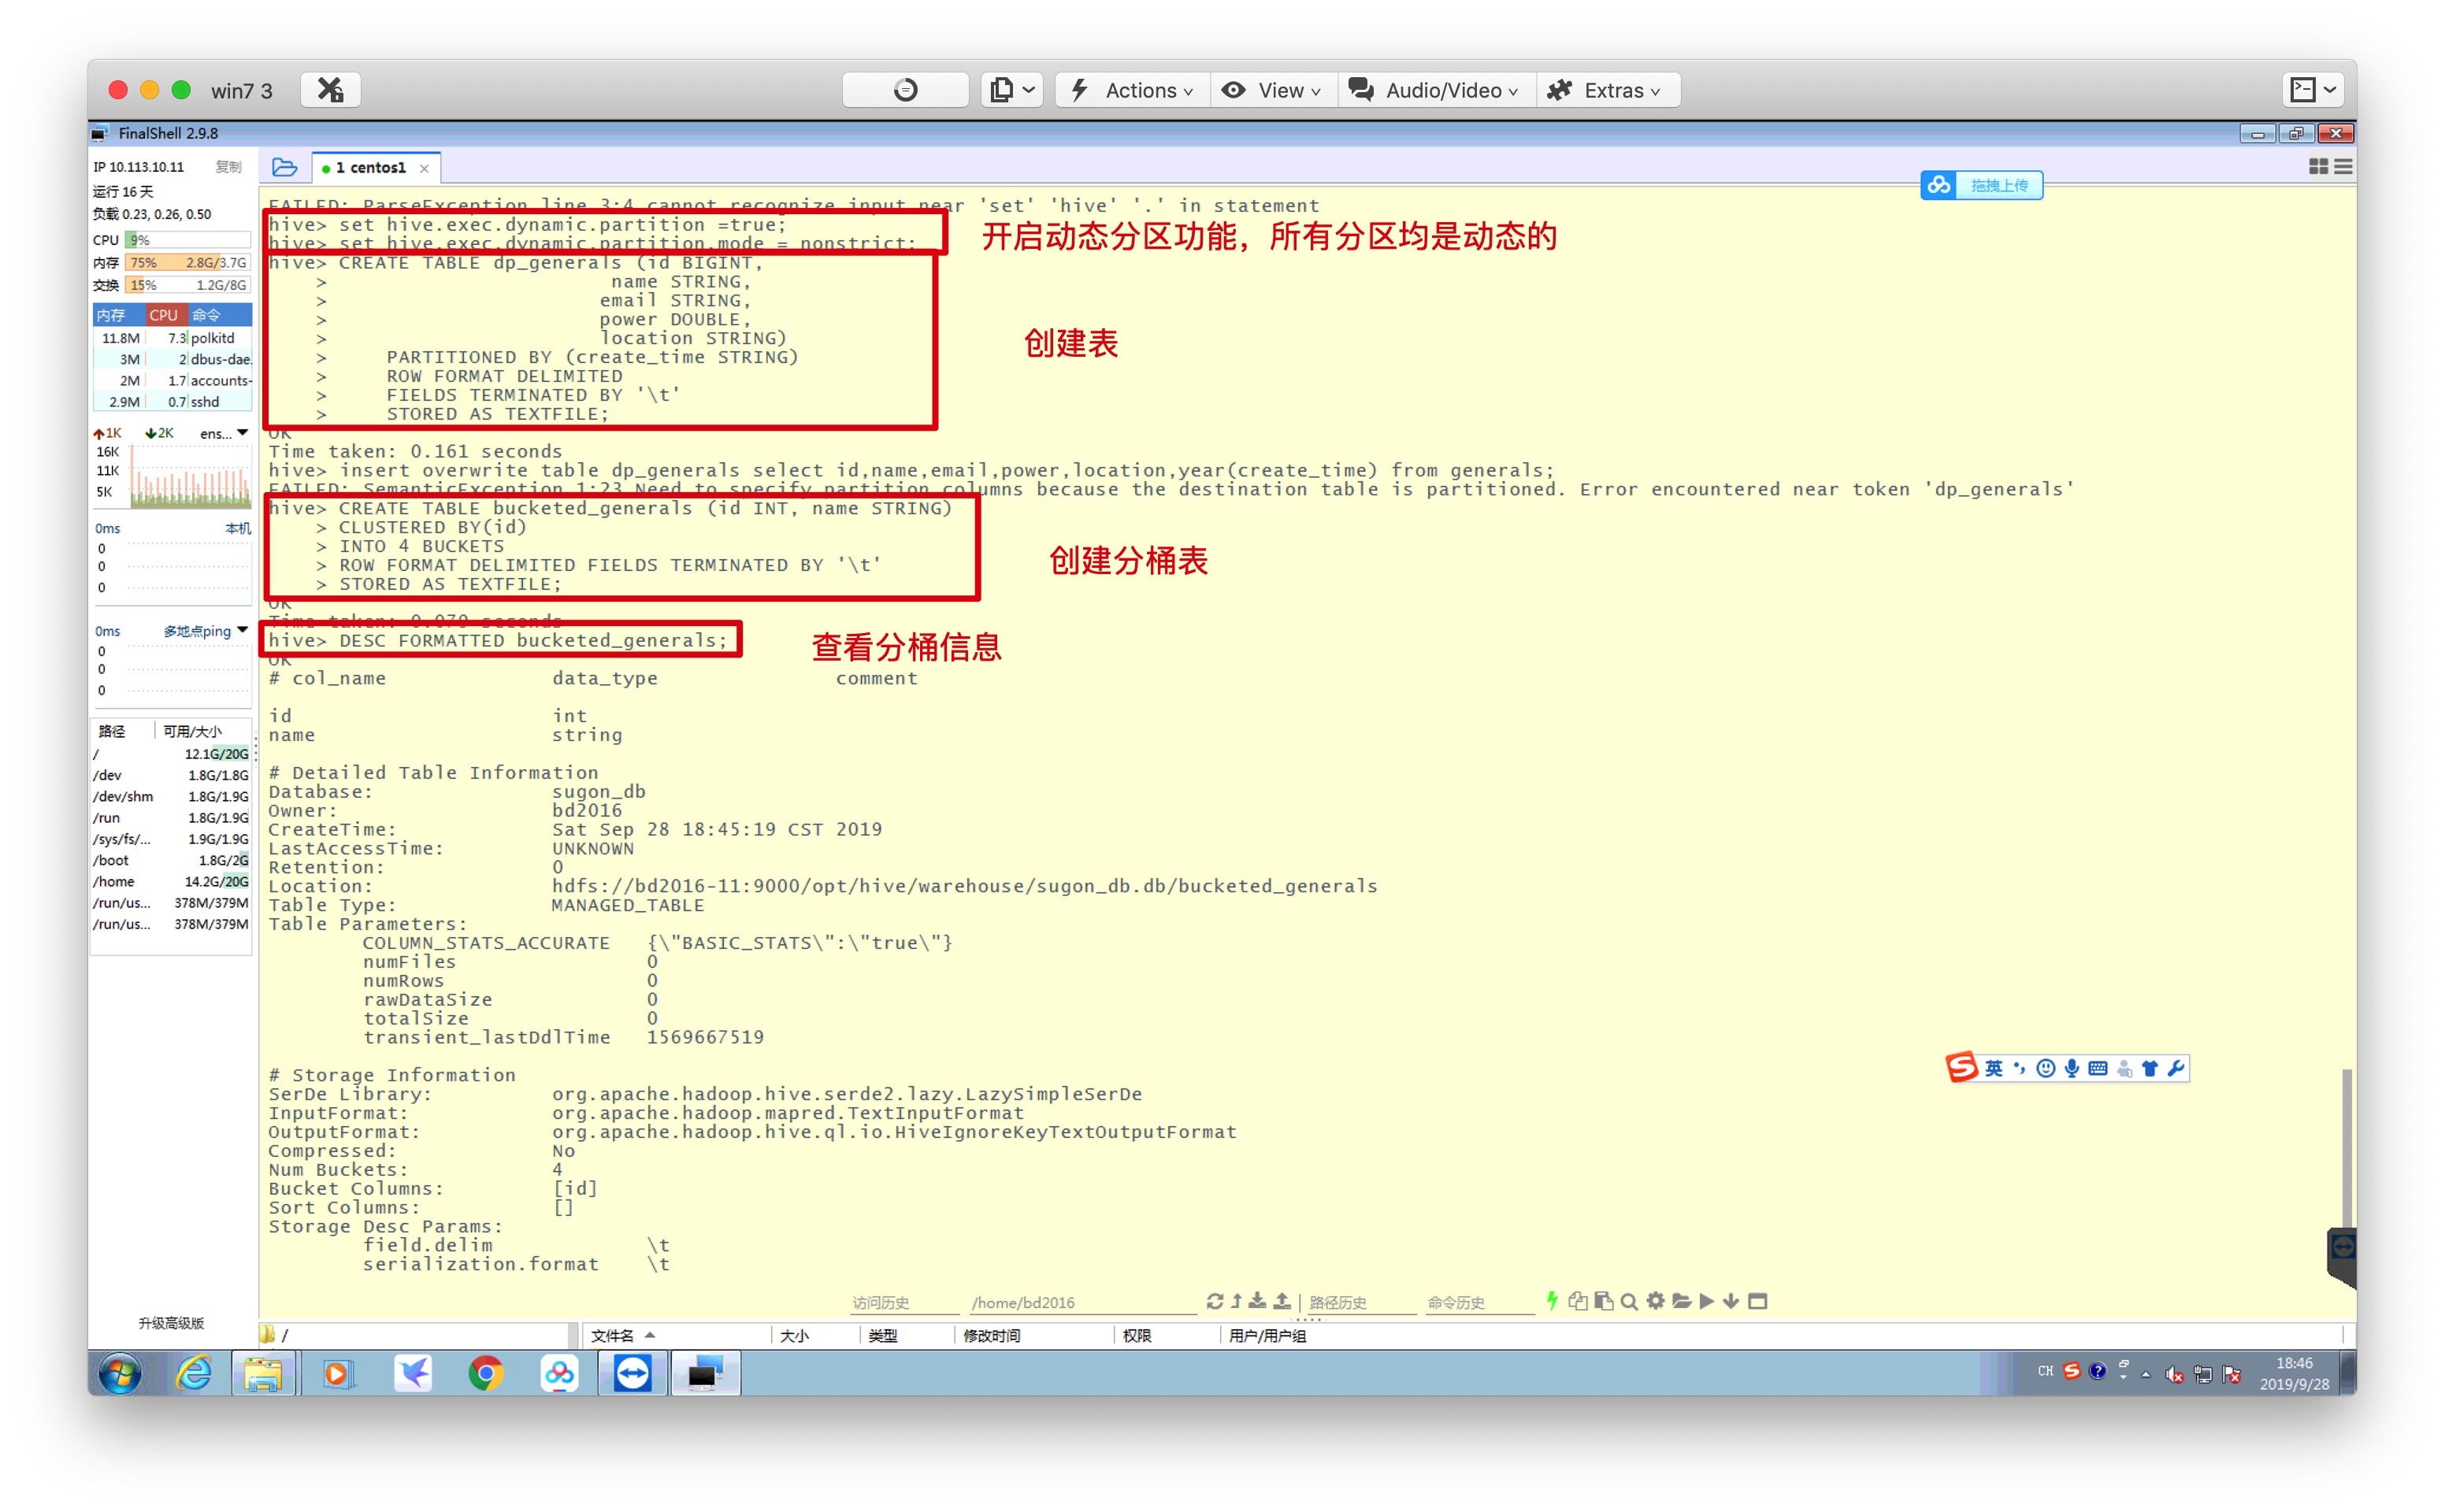 win7 3
Actions
View
Audio/Video
Extras
FinalShell 2.9.8
IP 10.113.10.11 复制
运行 16 天
负载 0.23, 0.26, 0.50
CPU 9%
内存 75% 2.8G/3.7G
交换 15% 1.2G/8G
内存 CPU 命令
11.8M 7.3 polkitd
3M 2 dbus-dae.
2M 1.7 accounts-
2.9M 0.7 sshd
1K 2K ens...
16K
11K
5K
0ms 本机
0
0
0
0ms 多地点ping
0
0
0
路径 可用/大小
/ 12.1G/20G
/dev 1.8G/1.8G
/dev/shm 1.8G/1.9G
/run 1.8G/1.9G
/sys/fs/... 1.9G/1.9G
/boot 1.8G/2G
/home 14.2G/20G
/run/us... 378M/379M
/run/us... 378M/379M
升级高级版
1 centos1
拖拽上传
FAILED: ParseException line 3:4 cannot recognize input near 'set' 'hive' '.' in statement
hive> set hive.exec.dynamic.partition =true;
hive> set hive.exec.dynamic.partition.mode = nonstrict;
开启动态分区功能，所有分区均是动态的
hive> CREATE TABLE dp_generals (id BIGINT,
> name STRING,
> email STRING,
> power DOUBLE,
> location STRING)
> PARTITIONED BY (create_time STRING)
> ROW FORMAT DELIMITED
> FIELDS TERMINATED BY '\t'
> STORED AS TEXTFILE;
创建表
OK
Time taken: 0.161 seconds
hive> insert overwrite table dp_generals select id,name,email,power,location,year(create_time) from generals;
FAILED: SemanticException 1:23 Need to specify partition columns because the destination table is partitioned. Error encountered near token 'dp_generals'
hive> CREATE TABLE bucketed_generals (id INT, name STRING)
> CLUSTERED BY(id)
> INTO 4 BUCKETS
> ROW FORMAT DELIMITED FIELDS TERMINATED BY '\t'
> STORED AS TEXTFILE;
创建分桶表
OK
Time taken: 0.079 seconds
hive> DESC FORMATTED bucketed_generals;
查看分桶信息
OK
# col_name data_type comment
id int
name string
# Detailed Table Information
Database: sugon_db
Owner: bd2016
CreateTime: Sat Sep 28 18:45:19 CST 2019
LastAccessTime: UNKNOWN
Retention: 0
Location: hdfs://bd2016-11:9000/opt/hive/warehouse/sugon_db.db/bucketed_generals
Table Type: MANAGED_TABLE
Table Parameters:
COLUMN_STATS_ACCURATE {\"BASIC_STATS\":\"true\"}
numFiles 0
numRows 0
rawDataSize 0
totalSize 0
transient_lastDdlTime 1569667519
# Storage Information
SerDe Library: org.apache.hadoop.hive.serde2.lazy.LazySimpleSerDe
InputFormat: org.apache.hadoop.mapred.TextInputFormat
OutputFormat: org.apache.hadoop.hive.ql.io.HiveIgnoreKeyTextOutputFormat
Compressed: No
Num Buckets: 4
Bucket Columns: [id]
Sort Columns: []
Storage Desc Params:
field.delim \t
serialization.format \t
英
访问历史 /home/bd2016 路径历史 命令历史
/ 文件名 大小 类型 修改时间 权限 用户/用户组
CH
18:46
2019/9/28